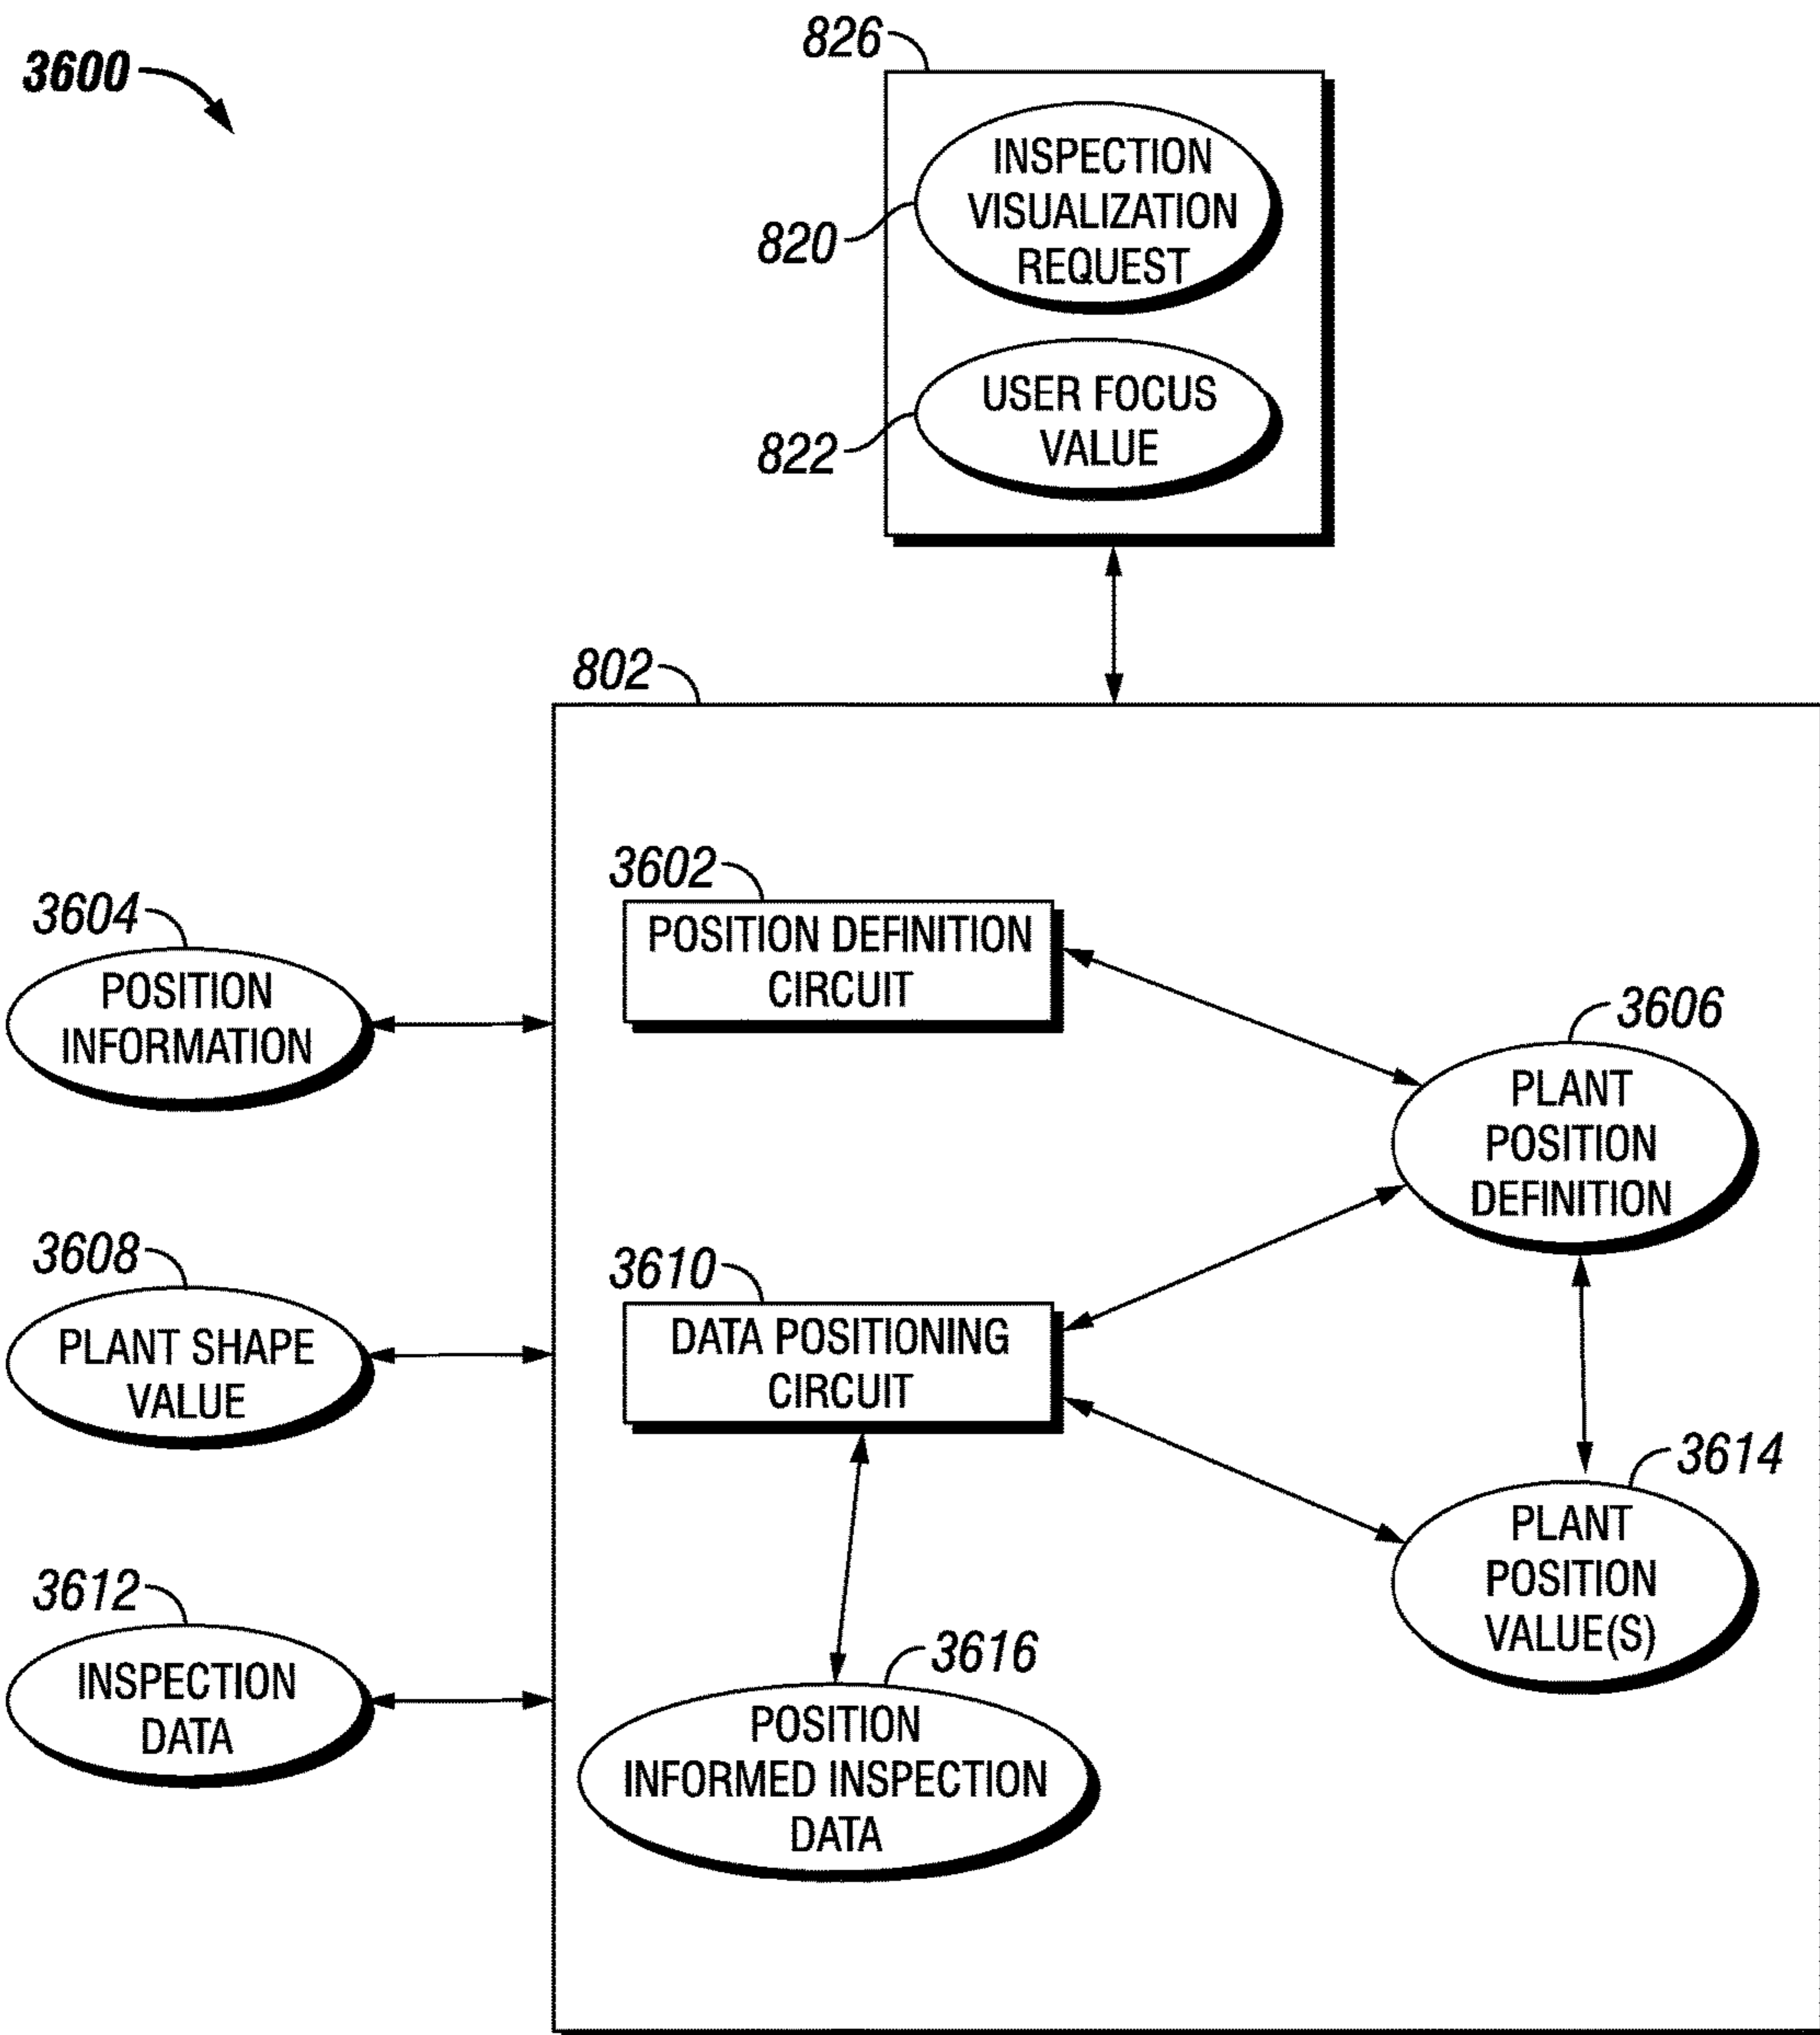 3600
826
INSPECTION
VISUALIZATION
REQUEST
820
USER FOCUS
VALUE
822
802
3602
POSITION DEFINITION
CIRCUIT
3604
POSITION
INFORMATION
3606
PLANT
POSITION
DEFINITION
3608
PLANT SHAPE
VALUE
3610
DATA POSITIONING
CIRCUIT
3614
PLANT
POSITION
VALUE(S)
3612
INSPECTION
DATA
3616
POSITION
INFORMED INSPECTION
DATA